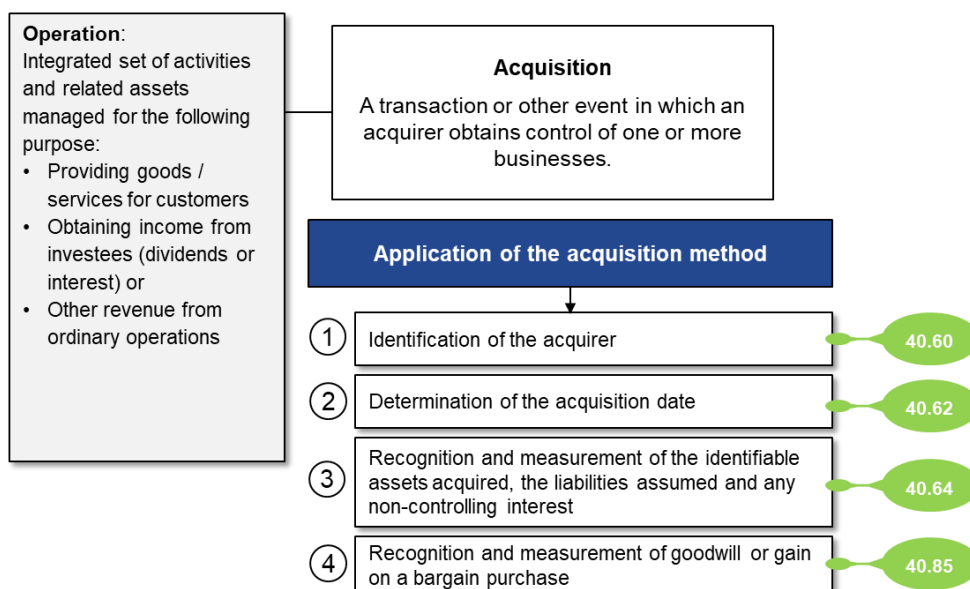 Operation:
Integrated set of activities
and related assets
managed for the following
purpose:
• Providing goods /
services for customers
• Obtaining income from
investees (dividends or
interest) or
• Other revenue from
ordinary operations
Acquisition
A transaction or other event in which an
acquirer obtains control of one or more
businesses.
Application of the acquisition method
1 Identification of the acquirer 40.60
2 Determination of the acquisition date 40.62
3 Recognition and measurement of the identifiable
assets acquired, the liabilities assumed and any
non-controlling interest
40.64
4 Recognition and measurement of goodwill or gain
on a bargain purchase
40.85